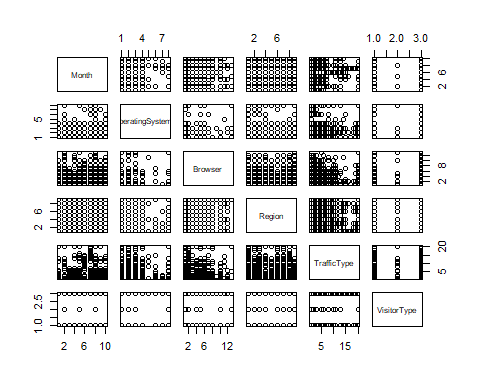 1 4 7
2 6
1.0 2.0 3.0
Month
2 6
1 5
peratingSystem
Browser
2 8
2 6
Region
TrafficType
5 20
1.0 2.5
VisitorType
2 6 10
2 6 12
5 15